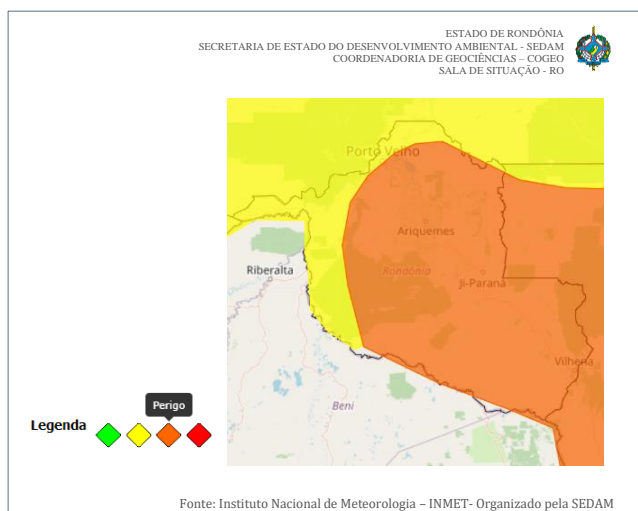 ESTADO DE RONDÔNIA
SECRETARIA DE ESTADO DO DESENVOLVIMENTO AMBIENTAL - SEDAM
COORDENADORIA DE GEOCIÊNCIAS – COGEO
SALA DE SITUAÇÃO - RO
Porto Velho
Ariquemes
Riberalta
Rondônia
Ji-Paraná
Vilhena
Beni
Perigo
Legenda
Fonte: Instituto Nacional de Meteorologia – INMET- Organizado pela SEDAM